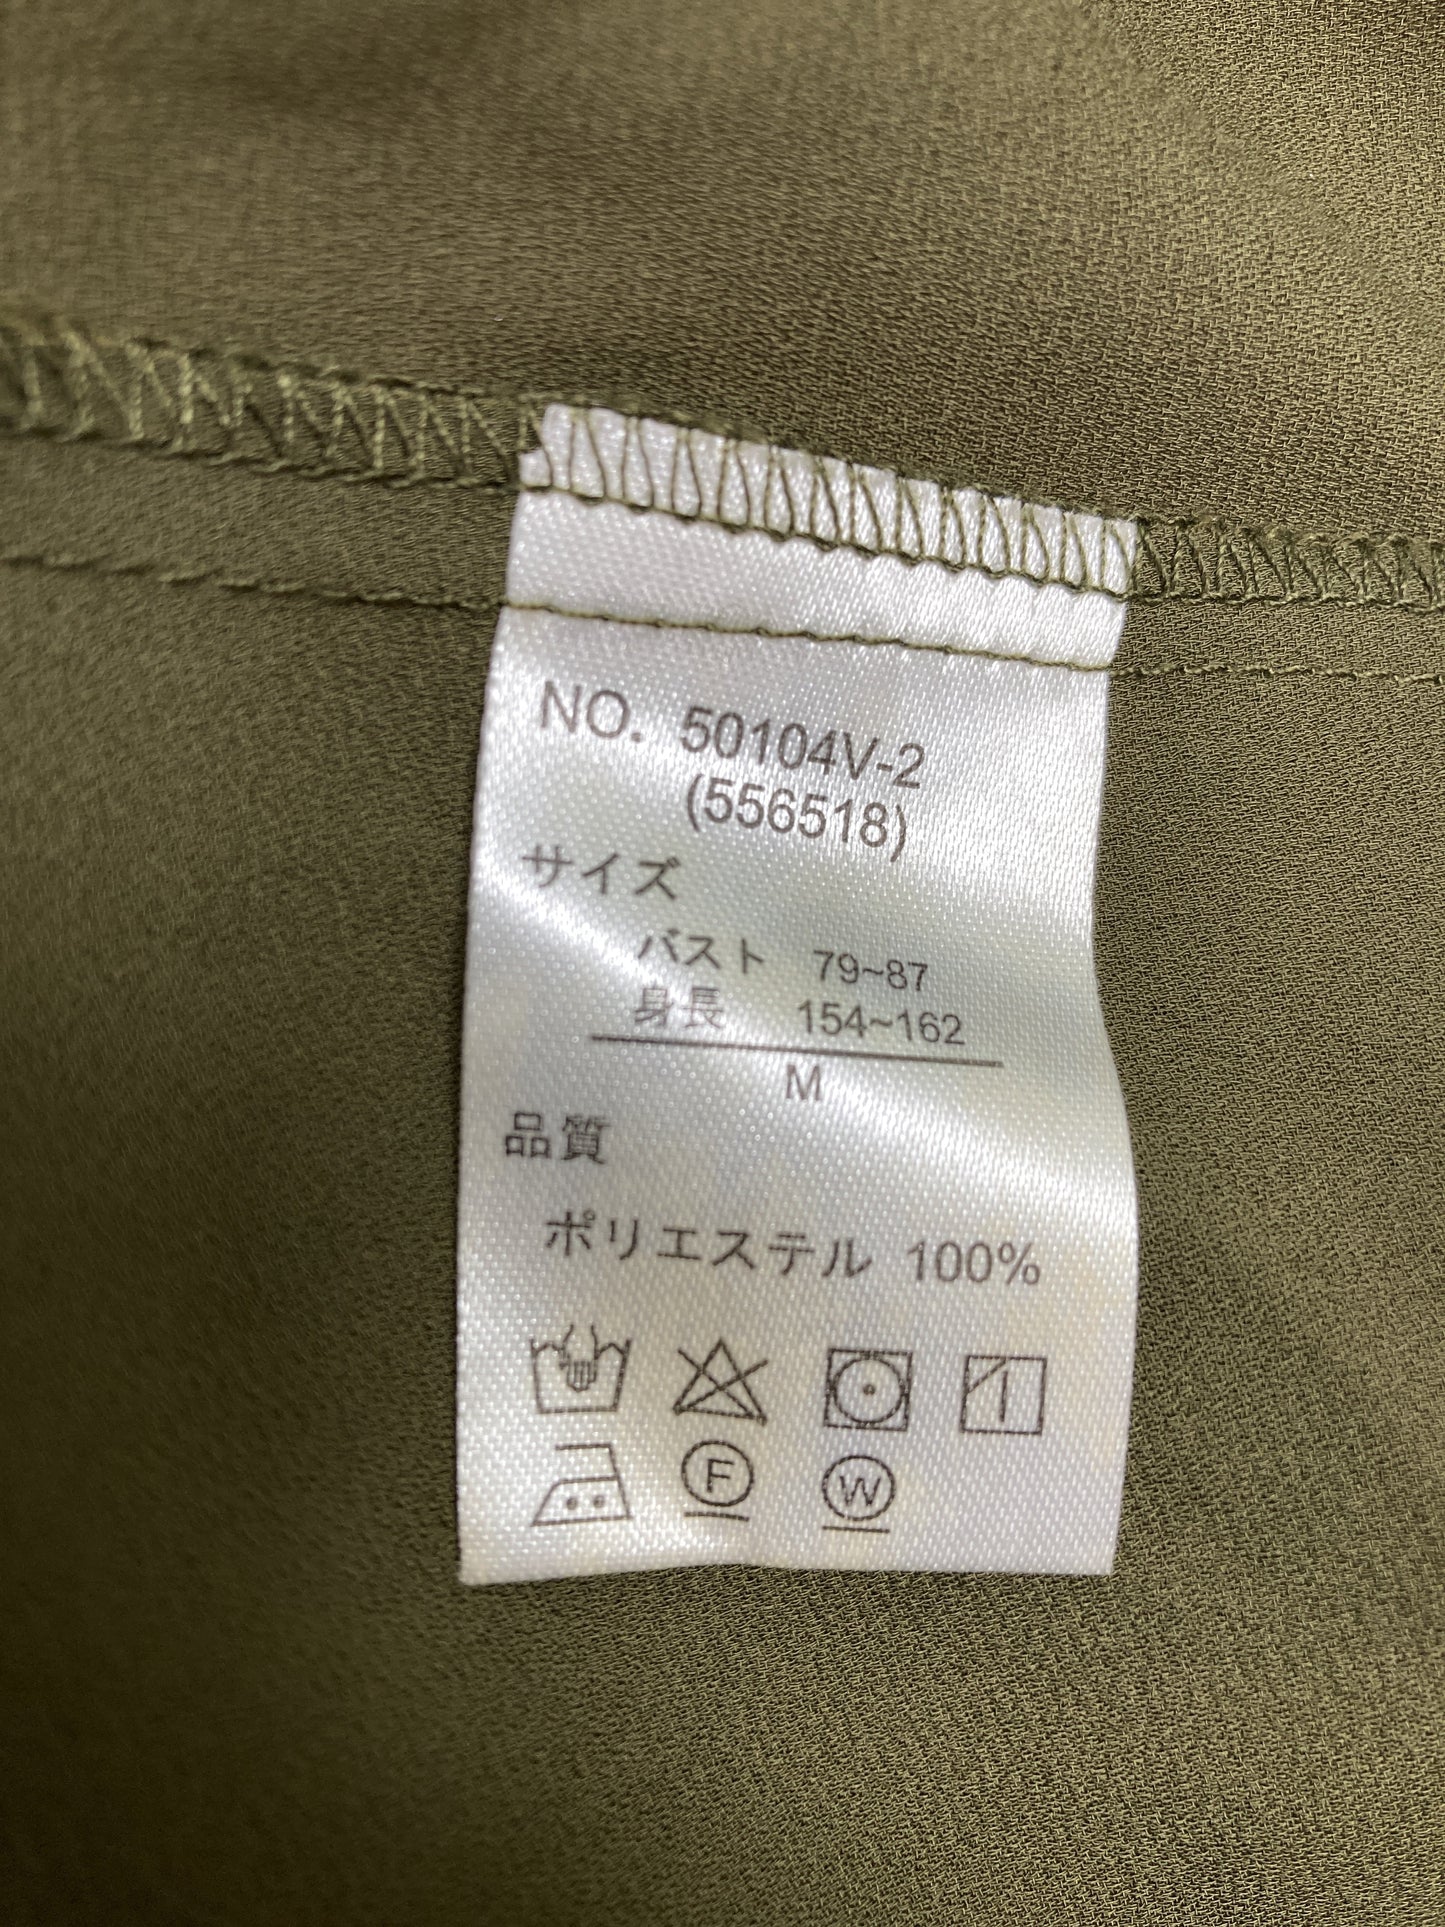 NO. 50104V-2
(556518)
サイズ
バスト 79~87
身長 154~162
M
品質
ポリエステル 100%
F W